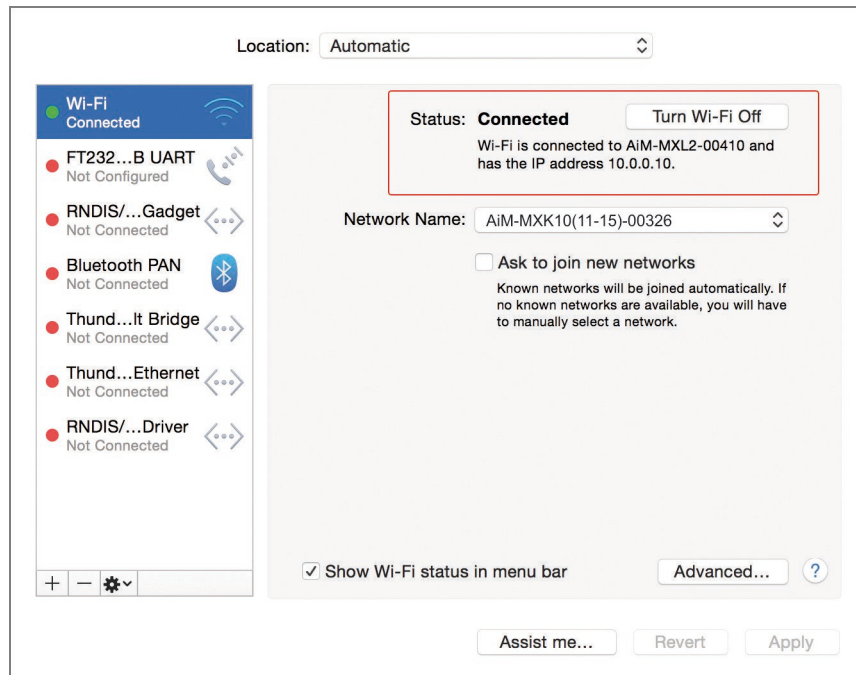 Location: Automatic
Wi-Fi
Connected
FT232...B UART
Not Configured
RNDIS/...Gadget
Not Connected
Bluetooth PAN
Not Connected
Thund...lt Bridge
Not Connected
Thund...Ethernet
Not Connected
RNDIS/...Driver
Not Connected
Status: Connected Turn Wi-Fi Off
Wi-Fi is connected to AiM-MXL2-00410 and
has the IP address 10.0.0.10.
Network Name: AiM-MXK10(11-15)-00326
Ask to join new networks
Known networks will be joined automatically. If
no known networks are available, you will have
to manually select a network.
Show Wi-Fi status in menu bar Advanced... ?
Assist me... Revert Apply